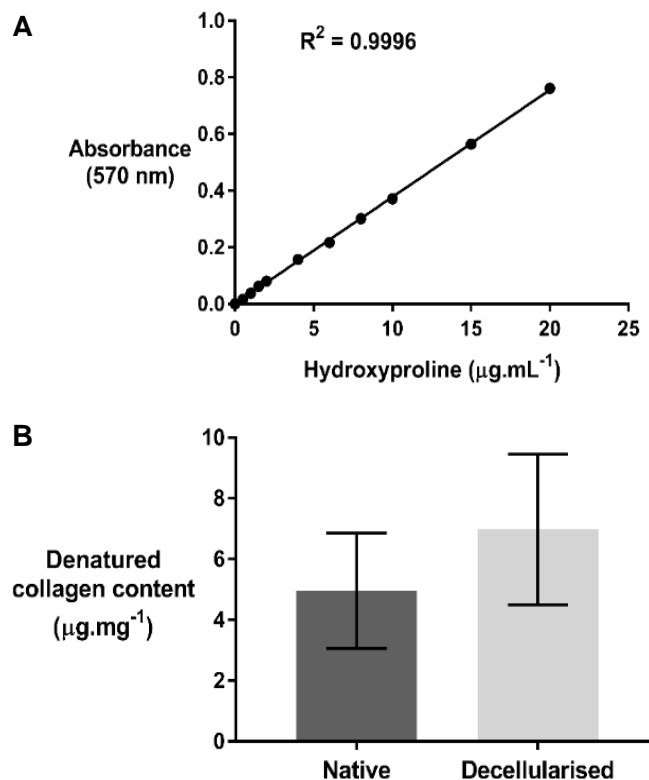 A
R² = 0.9996
Absorbance
(570 nm)
1.0
0.8
0.6
0.4
0.2
0.0
0 5 10 15 20 25
Hydroxyproline (µg.mL⁻¹)
B
Denatured
collagen content
(µg.mg⁻¹)
10
8
6
4
2
0
Native Decellularised